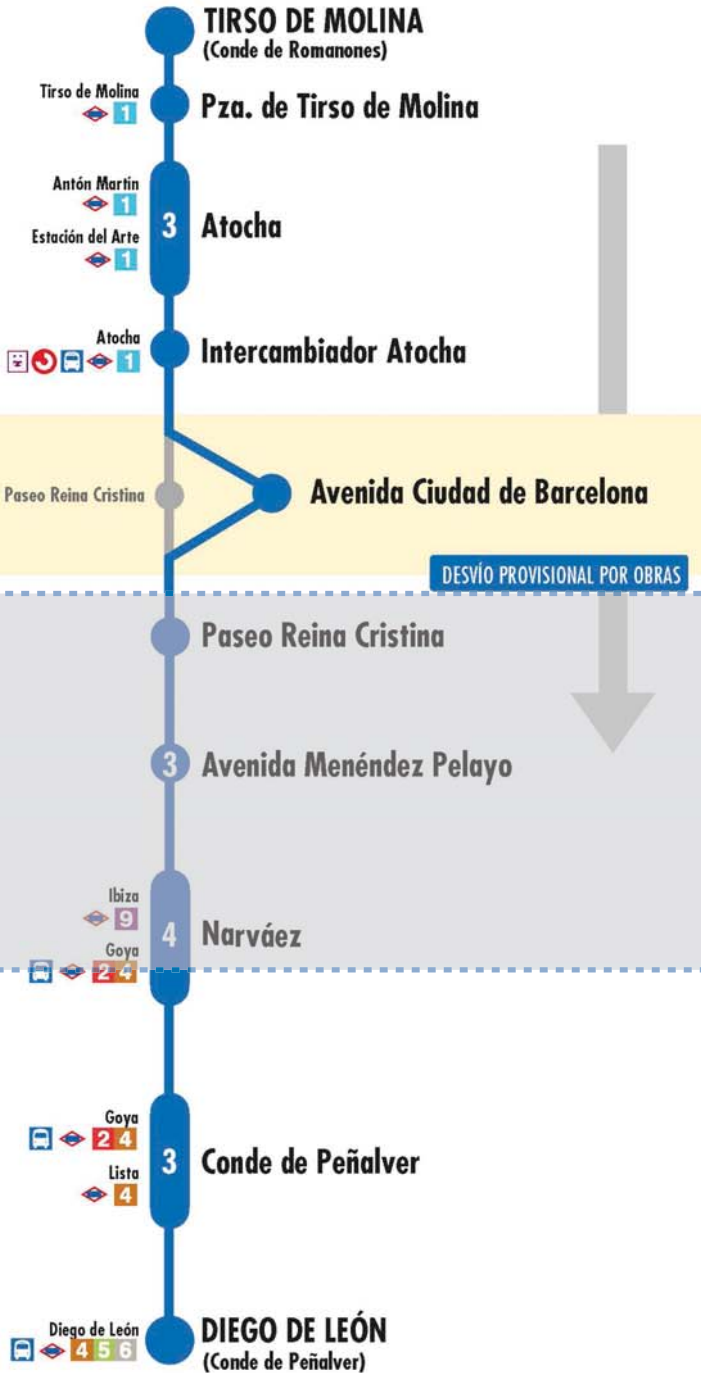 TIRSO DE MOLINA
(Conde de Romanones)
Tirso de Molina
1
Pza. de Tirso de Molina
Antón Martín
1
Estación del Arte
1
3
Atocha
Atocha
1
Intercambiador Atocha
Paseo Reina Cristina
Avenida Ciudad de Barcelona
DESVÍO PROVISIONAL POR OBRAS
Paseo Reina Cristina
3
Avenida Menéndez Pelayo
Ibiza
9
4
Narváez
Goya
2 4
Goya
2 4
3
Conde de Peñalver
Lista
4
Diego de León
4 5 6
DIEGO DE LEÓN
(Conde de Peñalver)